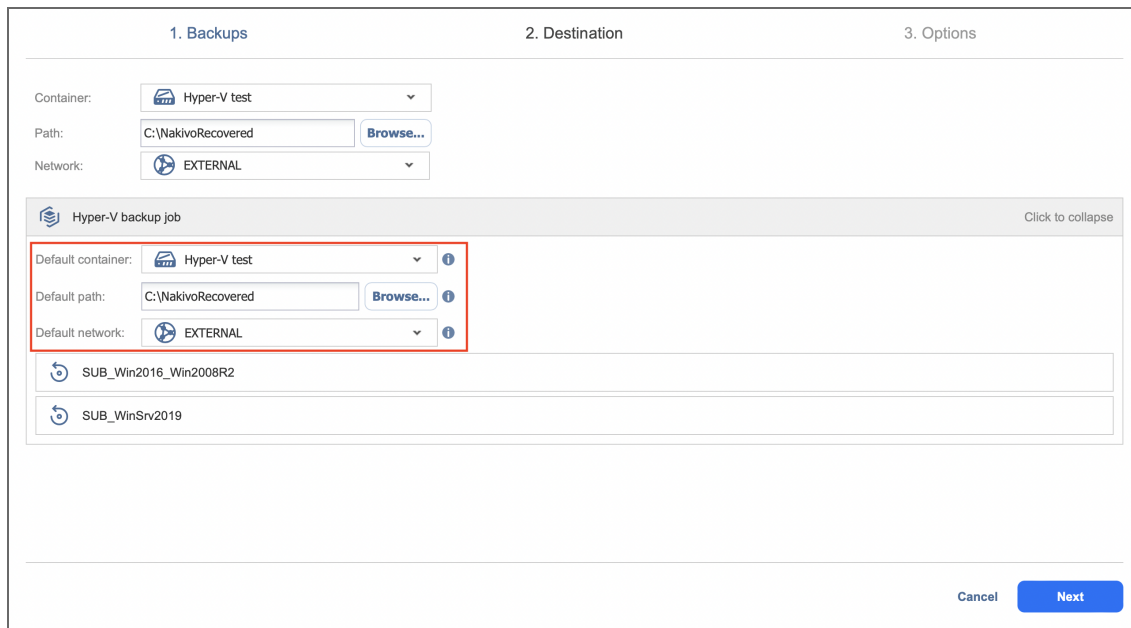 1. Backups 2. Destination 3. Options
Container: Hyper-V test
Path: C:\NakivoRecovered Browse...
Network: EXTERNAL
Hyper-V backup job Click to collapse
Default container: Hyper-V test
Default path: C:\NakivoRecovered Browse...
Default network: EXTERNAL
SUB_Win2016_Win2008R2
SUB_WinSrv2019
Cancel Next